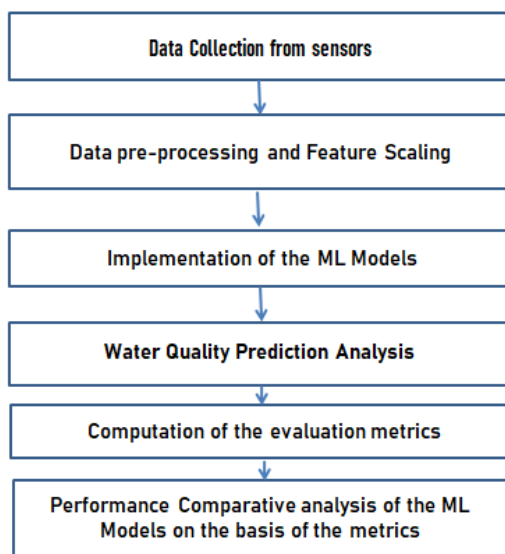 Data Collection from sensors
Data pre-processing and Feature Scaling
Implementation of the ML Models
Water Quality Prediction Analysis
Computation of the evaluation metrics
Performance Comparative analysis of the ML
Models on the basis of the metrics